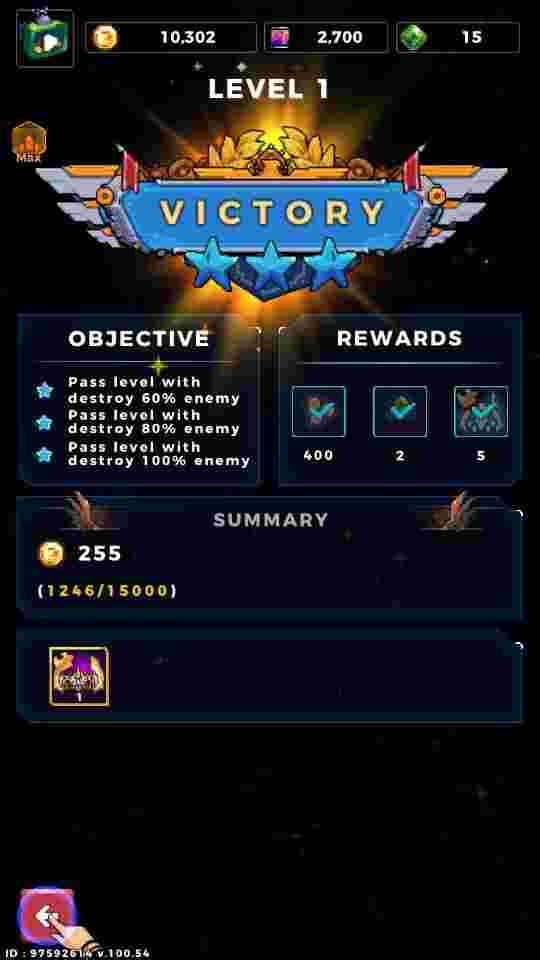 10,302 2,700 15
LEVEL 1
Max
VICTORY
OBJECTIVE
Pass level with
destroy 60% enemy
Pass level with
destroy 80% enemy
Pass level with
destroy 100% enemy
REWARDS
400 2 5
SUMMARY
255
(1246/15000)
1
ID : 97592614 v.100.54